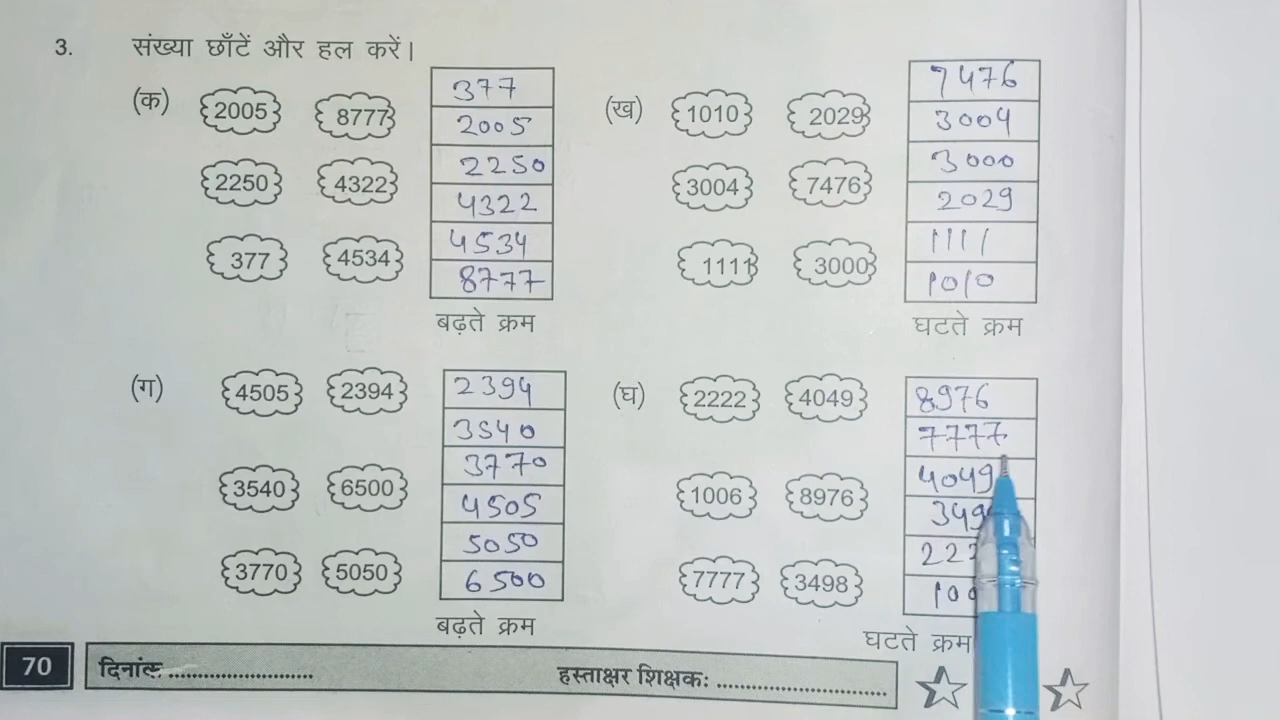 3. संख्या छाँटें और हल करें।
(क) 2005 8777
2250 4322
377 4534
377
2005
2250
4322
4534
8777
बढ़ते क्रम
(ख) 1010 2029
3004 7476
1111 3000
7476
3004
3000
2029
1111
1010
घटते क्रम
(ग) 4505 2394
3540 6500
3770 5050
2394
3540
3770
4505
5050
6500
बढ़ते क्रम
(घ) 2222 4049
1006 8976
7777 3498
8976
7777
4049
घटते क्रम
70 दिनांक ........................... हस्ताक्षर शिक्षकः ................................